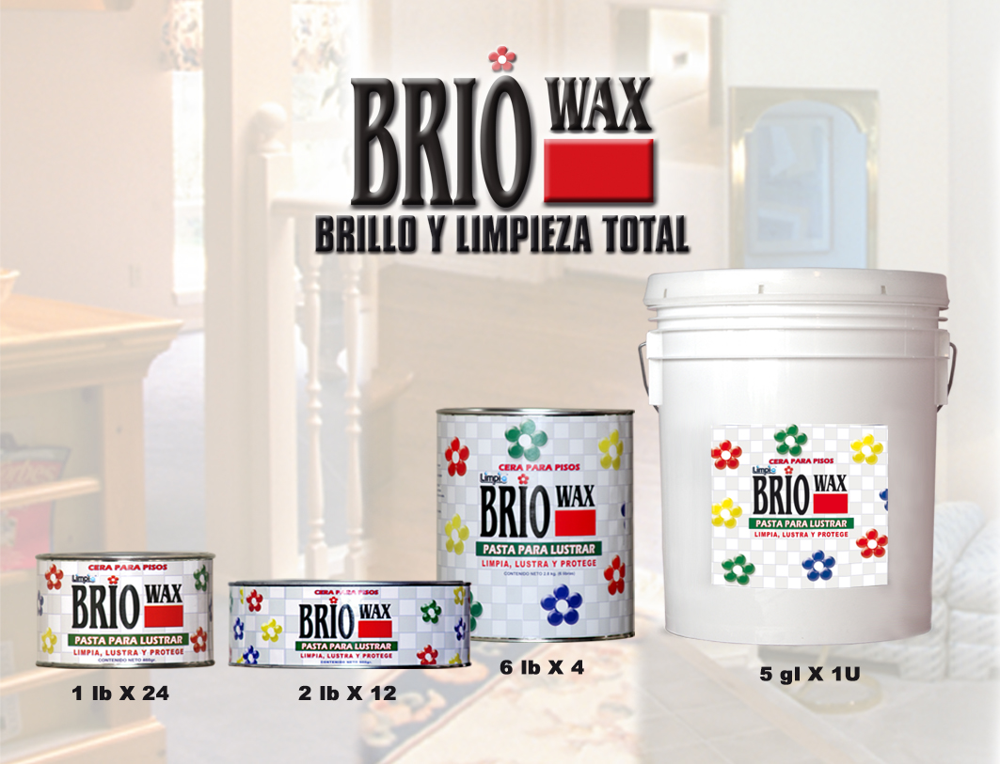 BRIO WAX
BRILLO Y LIMPIEZA TOTAL
CERA PARA PISOS
Limpio
BRIO WAX
PASTA PARA LUSTRAR
LIMPIA, LUSTRA Y PROTEGE
CONTENIDO NETO
1 lb X 24
CERA PARA PISOS
BRIO WAX
PASTA PARA LUSTRAR
LIMPIA, LUSTRA Y PROTEGE
CONTENIDO NETO
2 lb X 12
CERA PARA PISOS
Limpio
BRIO WAX
PASTA PARA LUSTRAR
LIMPIA, LUSTRA Y PROTEGE
CONTENIDO NETO
6 lb X 4
CERA PARA PISOS
Limpio
BRIO WAX
PASTA PARA LUSTRAR
LIMPIA, LUSTRA Y PROTEGE
5 gl X 1U